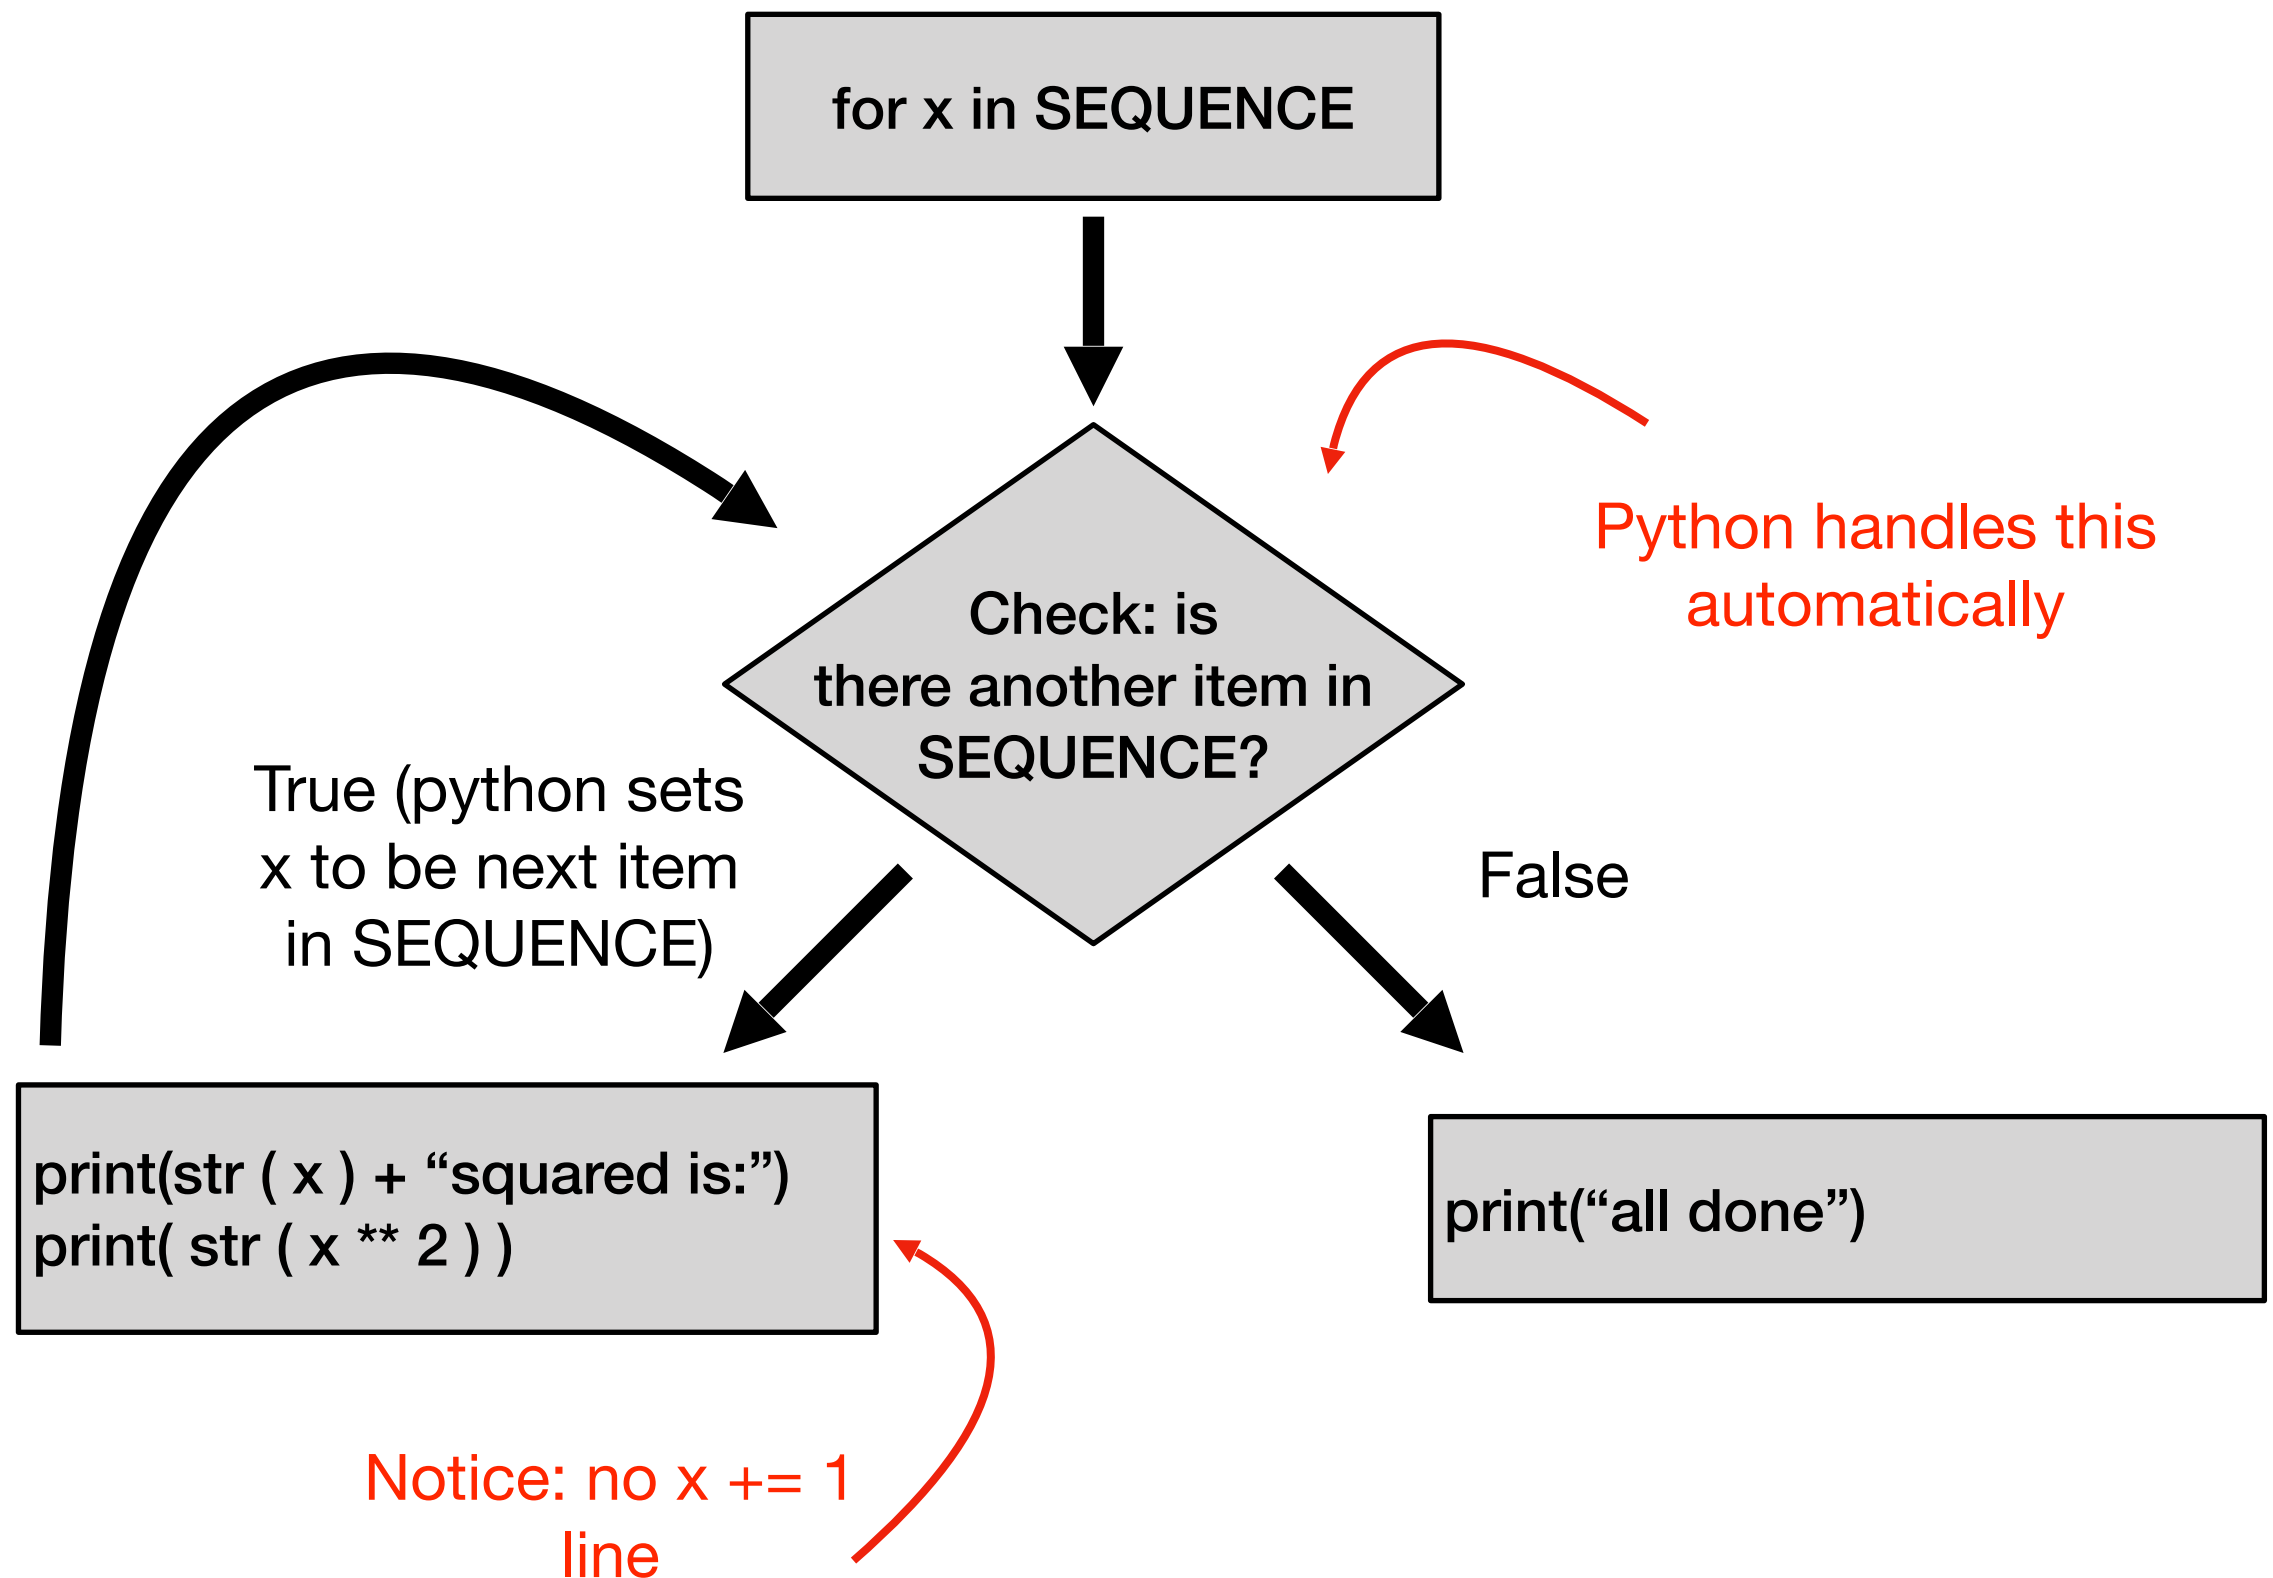 for x in SEQUENCE
Python handles this
automatically
Check: is
there another item in
SEQUENCE?
True (python sets
x to be next item
in SEQUENCE)
False
print(str ( x ) + “squared is:”)
print( str ( x ** 2 ) )
print(“all done”)
Notice: no x += 1
line